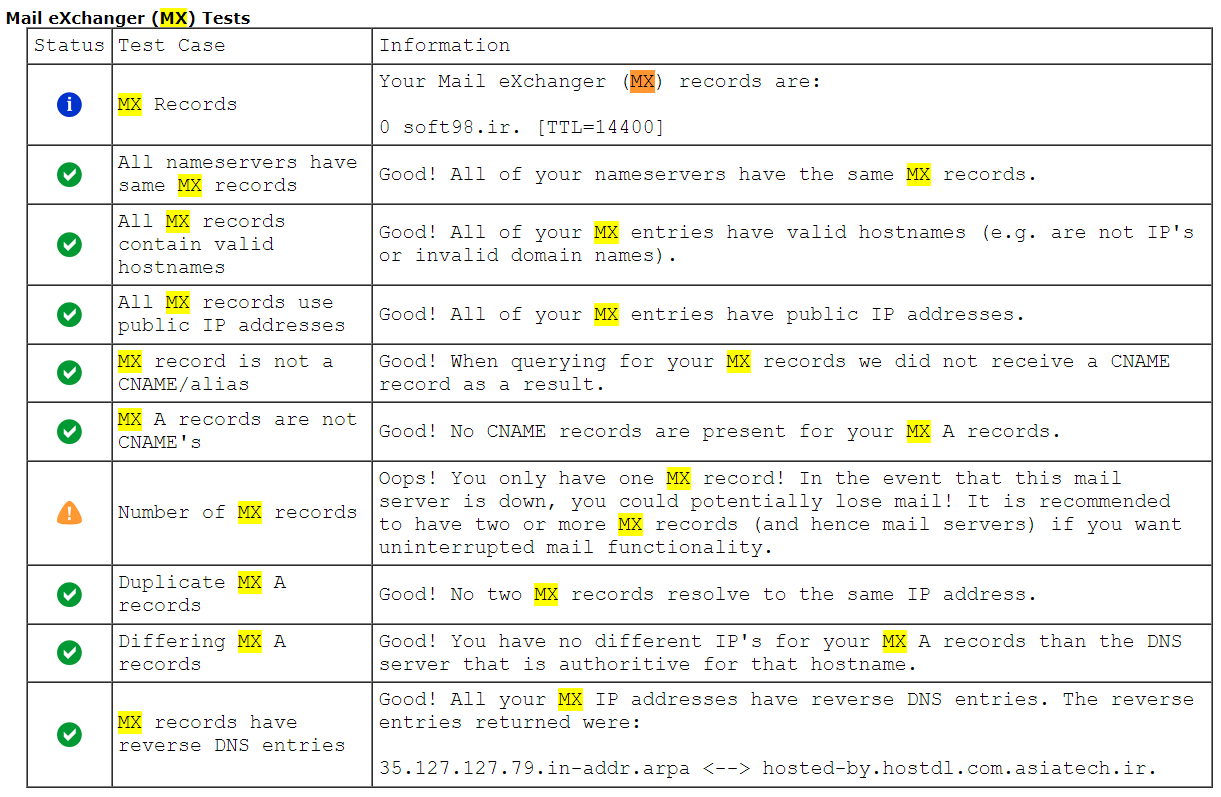 Mail eXchanger (MX) Tests
Status Test Case Information
MX Records
Your Mail eXchanger (MX) records are:
0 soft98.ir. [TTL=14400]
All nameservers have
same MX records
Good! All of your nameservers have the same MX records.
All MX records
contain valid
hostnames
Good! All of your MX entries have valid hostnames (e.g. are not IP's
or invalid domain names).
All MX records use
public IP addresses
Good! All of your MX entries have public IP addresses.
MX record is not a
CNAME/alias
Good! When querying for your MX records we did not receive a CNAME
record as a result.
MX A records are not
CNAME's
Good! No CNAME records are present for your MX A records.
Number of MX records
Oops! You only have one MX record! In the event that this mail
server is down, you could potentially lose mail! It is recommended
to have two or more MX records (and hence mail servers) if you want
uninterrupted mail functionality.
Duplicate MX A
records
Good! No two MX records resolve to the same IP address.
Differing MX A
records
Good! You have no different IP's for your MX A records than the DNS
server that is authoritive for that hostname.
MX records have
reverse DNS entries
Good! All your MX IP addresses have reverse DNS entries. The reverse
entries returned were:
35.127.127.79.in-addr.arpa <--> hosted-by.hostdl.com.asiatech.ir.